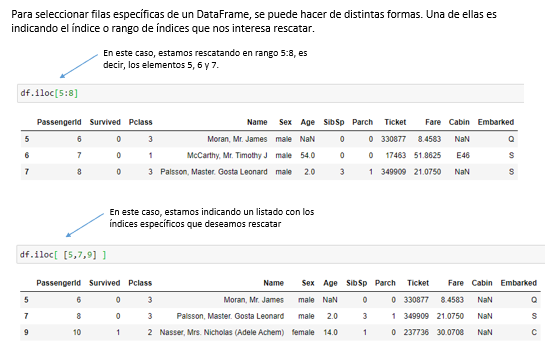 Para seleccionar filas específicas de un DataFrame, se puede hacer de distintas formas. Una de ellas es
indicando el índice o rango de índices que nos interesa rescatar.
En este caso, estamos rescatando en rango 5:8, es
decir, los elementos 5, 6 y 7.
df.iloc[5:8]
PassengerId Survived Pclass Name Sex Age SibSp Parch Ticket Fare Cabin Embarked
5 6 0 3 Moran, Mr. James male NaN 0 0 330877 8.4583 NaN Q
6 7 0 1 McCarthy, Mr. Timothy J male 54.0 0 0 17463 51.8625 E46 S
7 8 0 3 Palsson, Master. Gosta Leonard male 2.0 3 1 349909 21.0750 NaN S
En este caso, estamos indicando un listado con los
índices específicos que deseamos rescatar
df.iloc[ [5,7,9] ]
PassengerId Survived Pclass Name Sex Age SibSp Parch Ticket Fare Cabin Embarked
5 6 0 3 Moran, Mr. James male NaN 0 0 330877 8.4583 NaN Q
7 8 0 3 Palsson, Master. Gosta Leonard male 2.0 3 1 349909 21.0750 NaN S
9 10 1 2 Nasser, Mrs. Nicholas (Adele Achem) female 14.0 1 0 237736 30.0708 NaN C